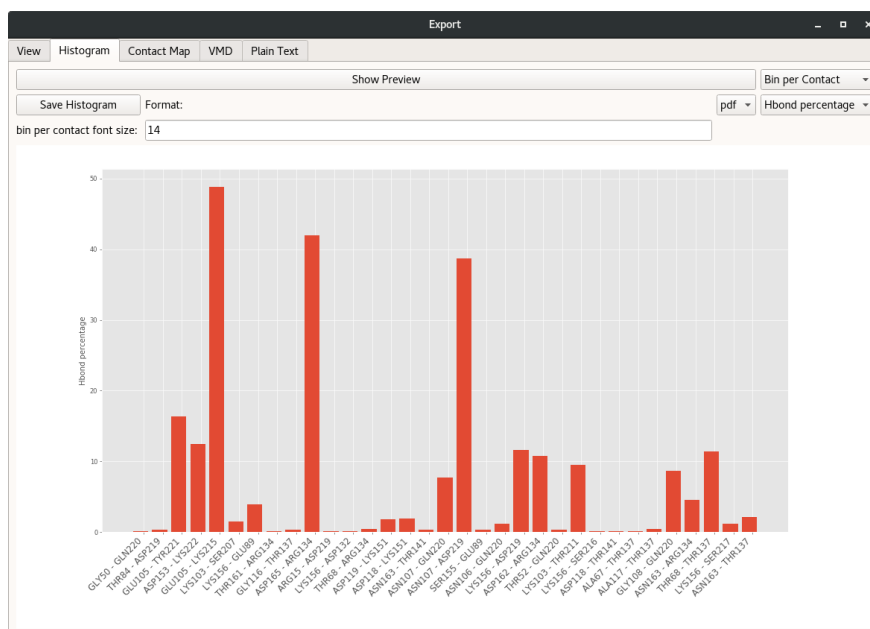 Export
View Histogram Contact Map VMD Plain Text
Show Preview Bin per Contact
Save Histogram Format: pdf Hbond percentage
bin per contact font size: 14
50
40
30
20
10
0
Hbond percentage
GLY50 - GLN220
THR84 - ASP219
GLU105 - TYR221
ASP153 - LYS222
GLU105 - LYS215
LYS103 - SER207
LYS156 - GLU89
THR161 - ARG134
GLY116 - THR137
ASP165 - ARG134
ARG15 - ASP219
LYS156 - ASP132
THR68 - ARG134
ASP119 - LYS151
ASP118 - LYS151
ASN163 - THR141
ASN107 - GLN220
ASN107 - ASP219
SER155 - GLU89
ASN106 - GLN220
LYS156 - ASP219
ASP162 - ARG134
THR52 - GLN220
LYS103 - THR211
LYS156 - SER216
ASP118 - THR141
ALA67 - THR137
ALA117 - THR137
GLY108 - GLN220
ASN163 - ARG134
THR68 - THR137
LYS156 - SER217
ASN163 - THR137